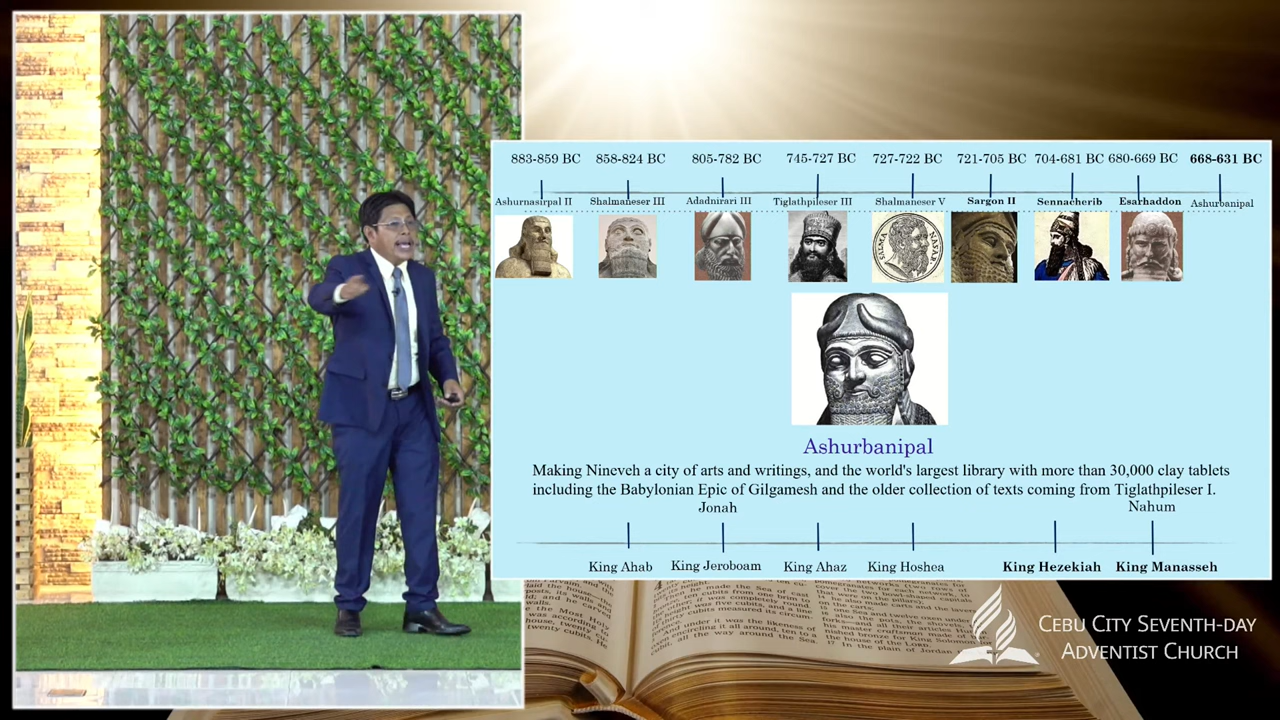 883-859 BC 858-824 BC 805-782 BC 745-727 BC 727-722 BC 721-705 BC 704-681 BC 680-669 BC 668-631 BC
Ashurnasirpal II Shalmaneser III Adadnirari III Tiglathpileser III Shalmaneser V Sargon II Sennacherib Esarhaddon Ashurbanipal
Ashurbanipal
Making Nineveh a city of arts and writings, and the world's largest library with more than 30,000 clay tablets
including the Babylonian Epic of Gilgamesh and the older collection of texts coming from Tiglathpileser I.
Jonah Nahum
King Ahab King Jeroboam King Ahaz King Hoshea King Hezekiah King Manasseh
CEBU CITY SEVENTH-DAY
ADVENTIST CHURCH